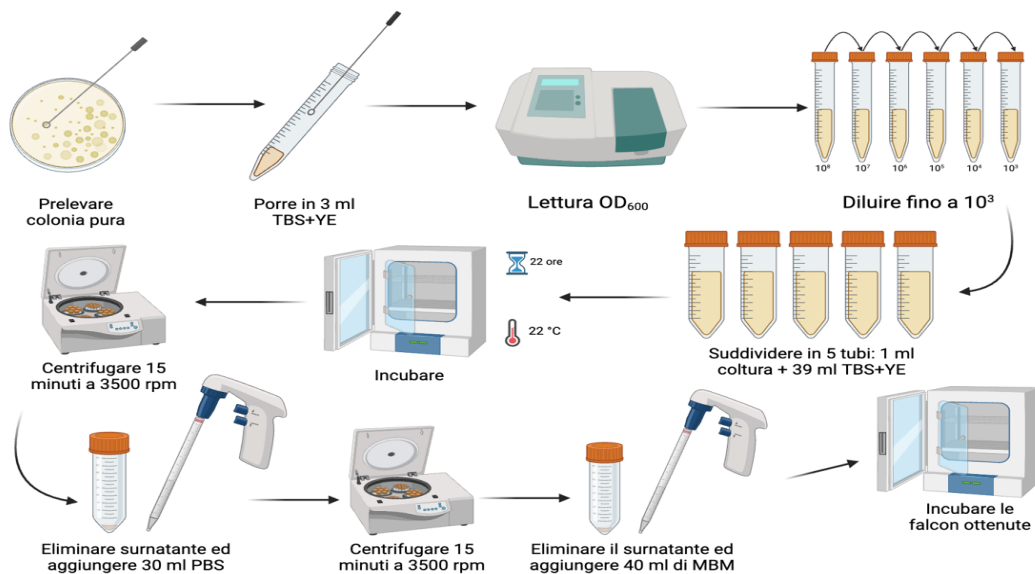 Prelevare
colonia pura
Porre in 3 ml
TBS+YE
Lettura OD₆₀₀
10⁸ 10⁷ 10⁶ 10⁵ 10⁴ 10³
Diluire fino a 10³
Centrifugare 15
minuti a 3500 rpm
Incubare
22 ore
22 °C
Suddividere in 5 tubi: 1 ml
coltura + 39 ml TBS+YE
Eliminare surnatante ed
aggiungere 30 ml PBS
Centrifugare 15
minuti a 3500 rpm
Eliminare il surnatante ed
aggiungere 40 ml di MBM
Incubare le
falcon ottenute